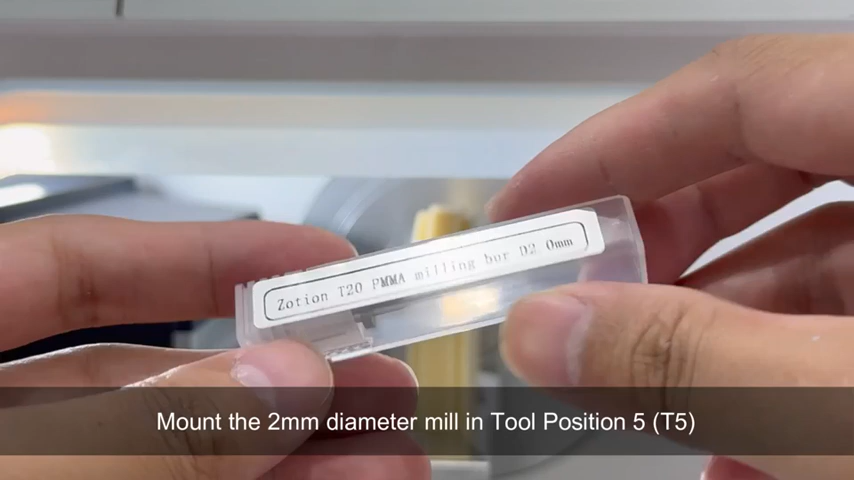 Zotion T20 PMMA milling bur D2 0mm
Mount the 2mm diameter mill in Tool Position 5 (T5)